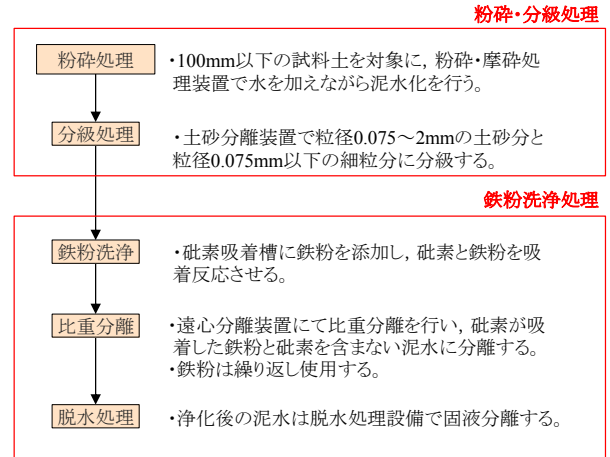 粉砕・分級処理
粉砕処理
・100mm以下の試料土を対象に，粉砕・摩砕処
理装置で水を加えながら泥水化を行う。
分級処理
・土砂分離装置で粒径0.075～2mmの土砂分と
粒径0.075mm以下の細粒分に分級する。
鉄粉洗浄処理
鉄粉洗浄
・砒素吸着槽に鉄粉を添加し，砒素と鉄粉を吸
着反応させる。
比重分離
・遠心分離装置にて比重分離を行い，砒素が吸
着した鉄粉と砒素を含まない泥水に分離する。
・鉄粉は繰り返し使用する。
脱水処理
・浄化後の泥水は脱水処理設備で固液分離する。